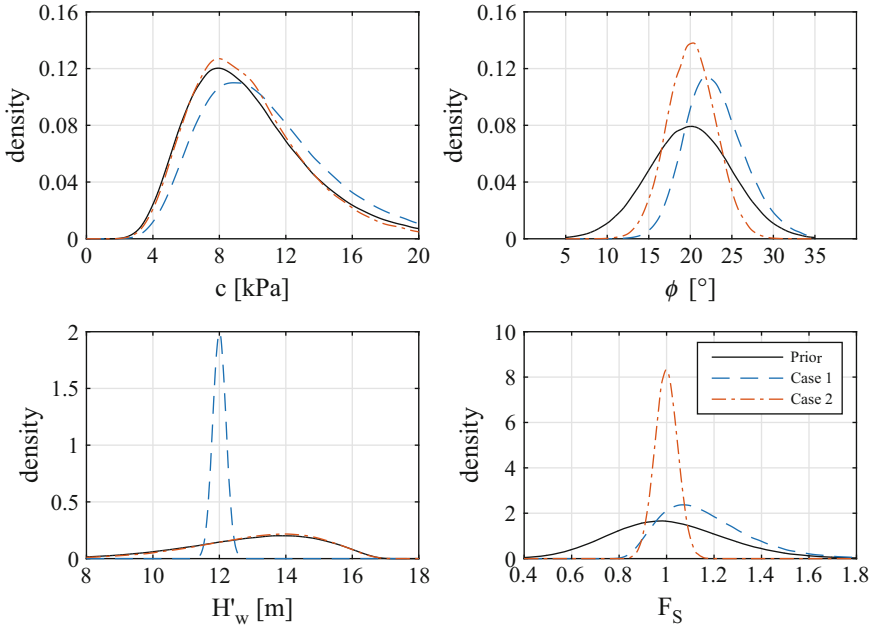 0.16
0.12
0.08
0.04
0
density
0 4 8 12 16 20
c [kPa]
0.16
0.12
0.08
0.04
0
density
5 10 15 20 25 30 35
ϕ [°]
2
1.5
1
0.5
0
density
8 10 12 14 16 18
H'_w [m]
10
8
6
4
2
0
density
Prior
Case 1
Case 2
0.4 0.6 0.8 1 1.2 1.4 1.6 1.8
F_S